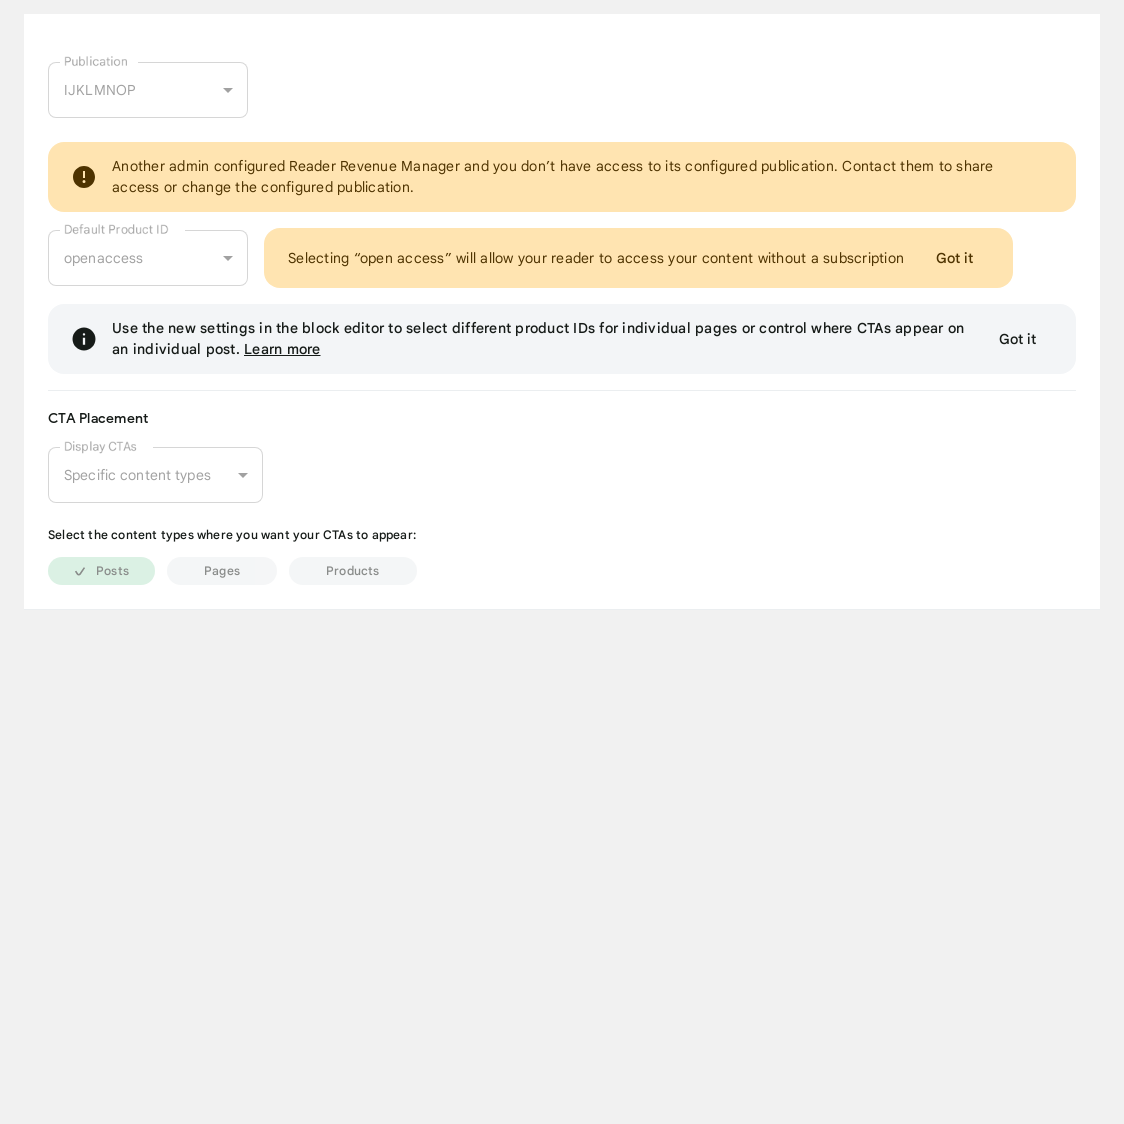 Publication
IJKLMNOP
Another admin configured Reader Revenue Manager and you don’t have access to its configured publication. Contact them to share
access or change the configured publication.
Default Product ID
openaccess
Selecting “open access” will allow your reader to access your content without a subscription
Got it
Use the new settings in the block editor to select different product IDs for individual pages or control where CTAs appear on
an individual post. Learn more
Got it
CTA Placement
Display CTAs
Specific content types
Select the content types where you want your CTAs to appear:
Posts
Pages
Products